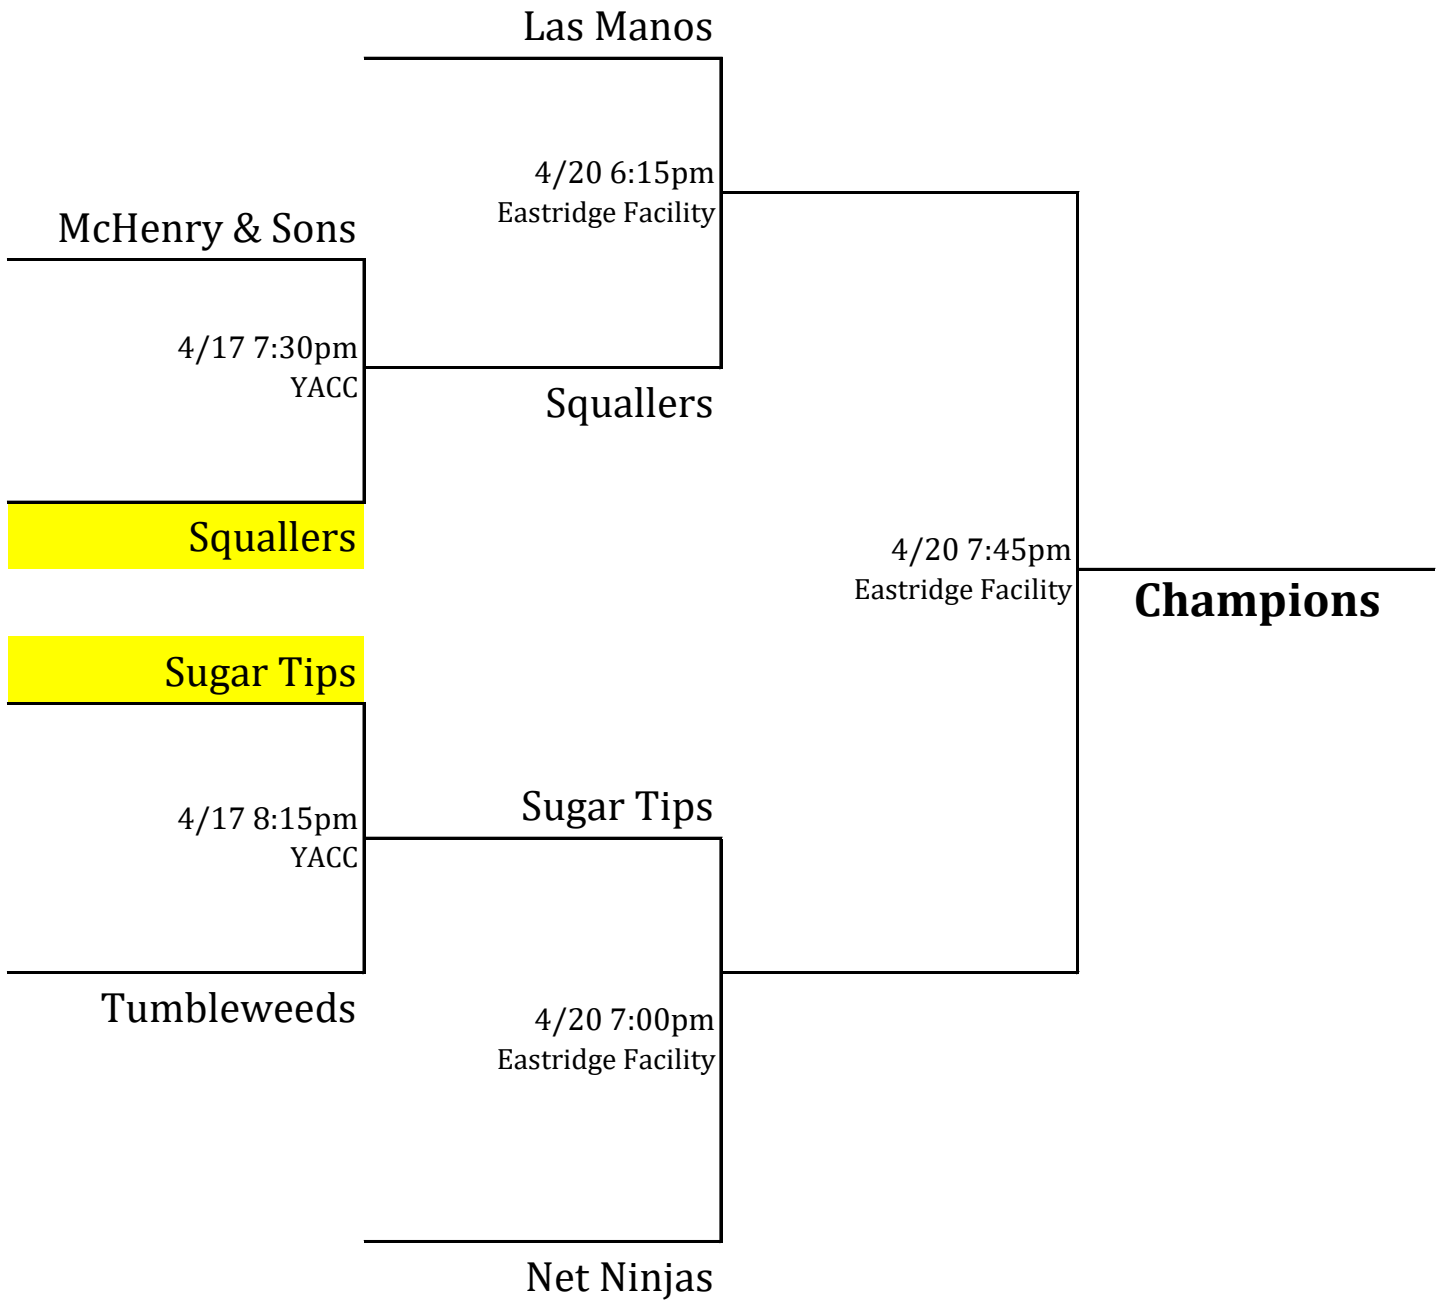 Las Manos
4/20 6:15pm
Eastridge Facility
McHenry & Sons
4/17 7:30pm
YACC
Squallers
Squallers
4/20 7:45pm
Eastridge Facility
Champions
Sugar Tips
4/17 8:15pm
YACC
Sugar Tips
Tumbleweeds
4/20 7:00pm
Eastridge Facility
Net Ninjas